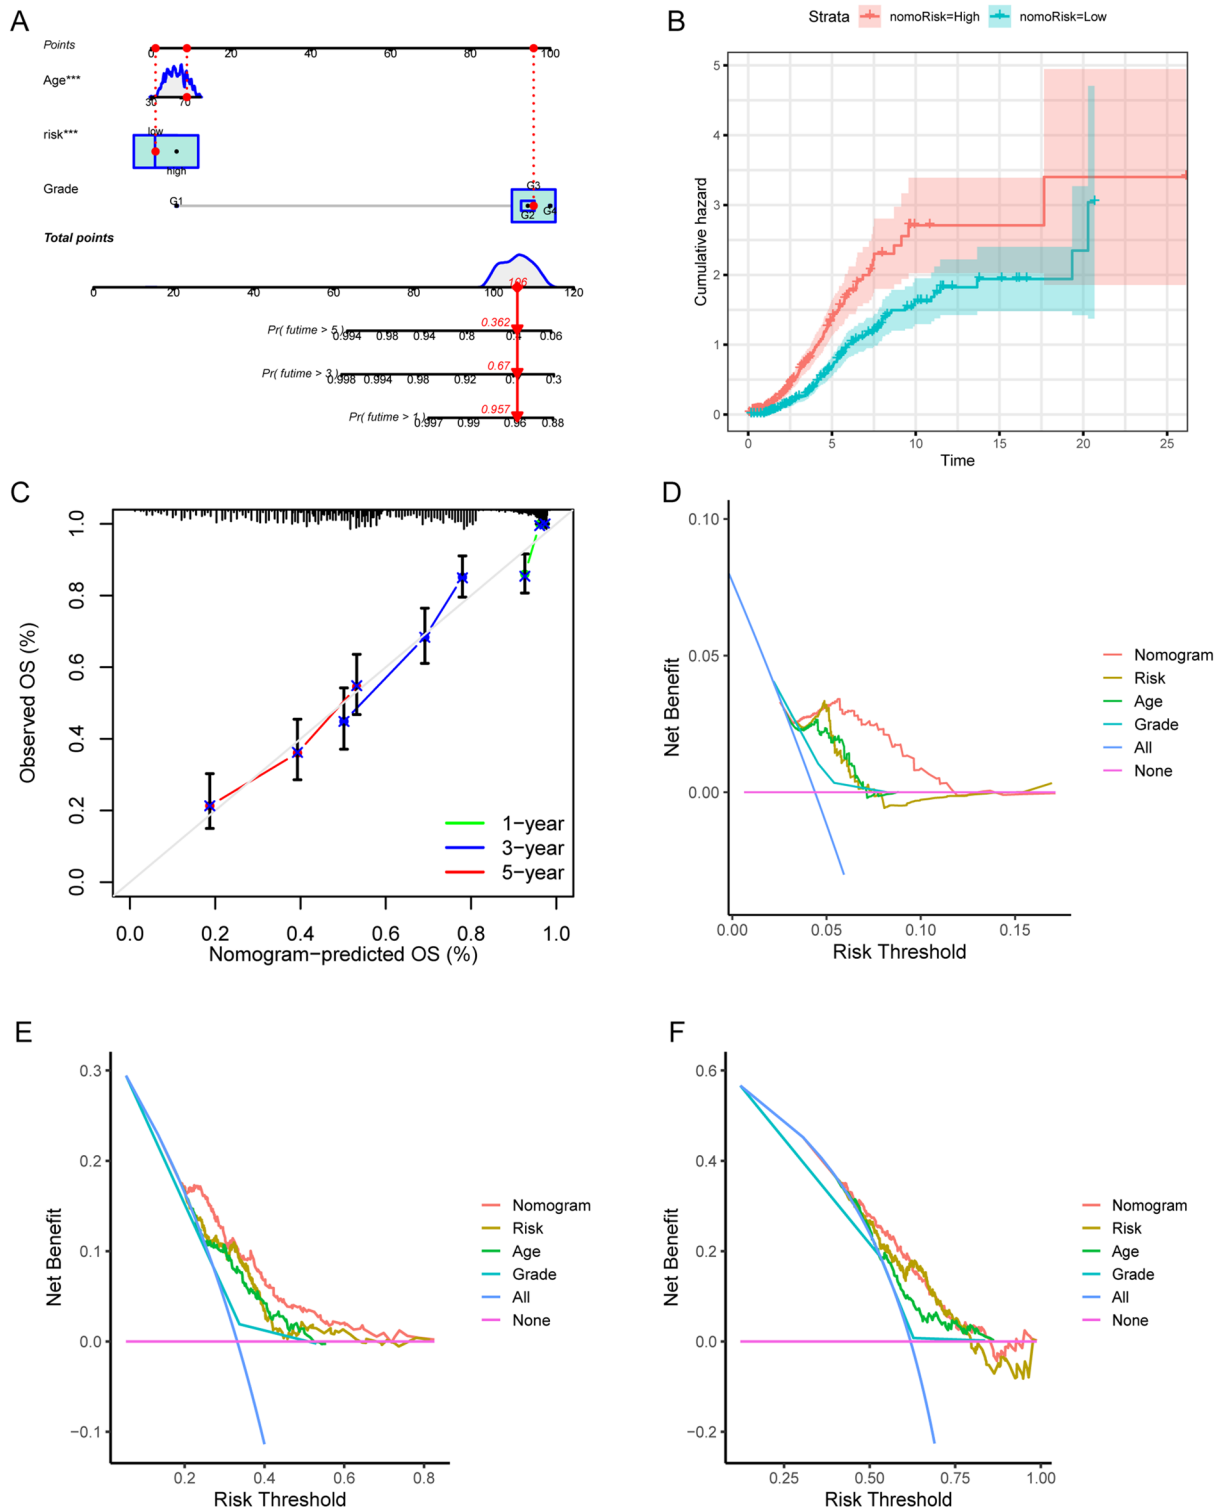 A
Points
0 20 40 60 80 100
Age***
30 70
risk***
low
high
Grade
G1 G2 G3 G4
Total points
106
0 20 40 60 80 100 120
0.362
Pr( futime > 5 )
0.994 0.98 0.94 0.8 0.4 0.06
0.67
Pr( futime > 3 )
0.998 0.994 0.98 0.92 0.3
0.957
Pr( futime > 1 )
0.997 0.99 0.96 0.88
B
Strata nomoRisk=High nomoRisk=Low
Cumulative hazard
5
4
3
2
1
0
0 5 10 15 20 25
Time
C
Observed OS (%)
1.0
0.8
0.6
0.4
0.2
0.0
1−year
3−year
5−year
0.0 0.2 0.4 0.6 0.8 1.0
Nomogram−predicted OS (%)
D
Net Benefit
0.10
0.05
0.00
0.00 0.05 0.10 0.15
Risk Threshold
Nomogram
Risk
Age
Grade
All
None
E
Net Benefit
0.3
0.2
0.1
0.0
−0.1
0.2 0.4 0.6 0.8
Risk Threshold
Nomogram
Risk
Age
Grade
All
None
F
Net Benefit
0.6
0.4
0.2
0.0
−0.2
0.25 0.50 0.75 1.00
Risk Threshold
Nomogram
Risk
Age
Grade
All
None